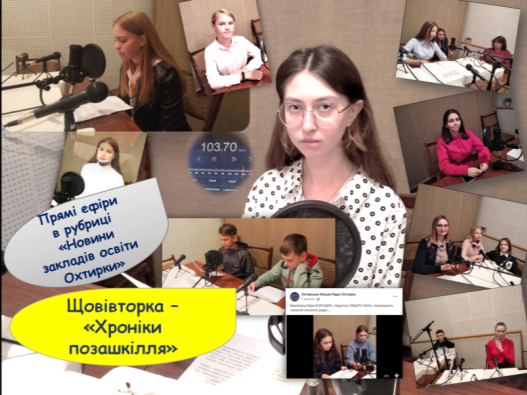 103.70
Прямі ефіри
в рубриці
«Новини
закладів освіти
Охтирки»
Щовівторка –
«Хроніки
позашкілля»